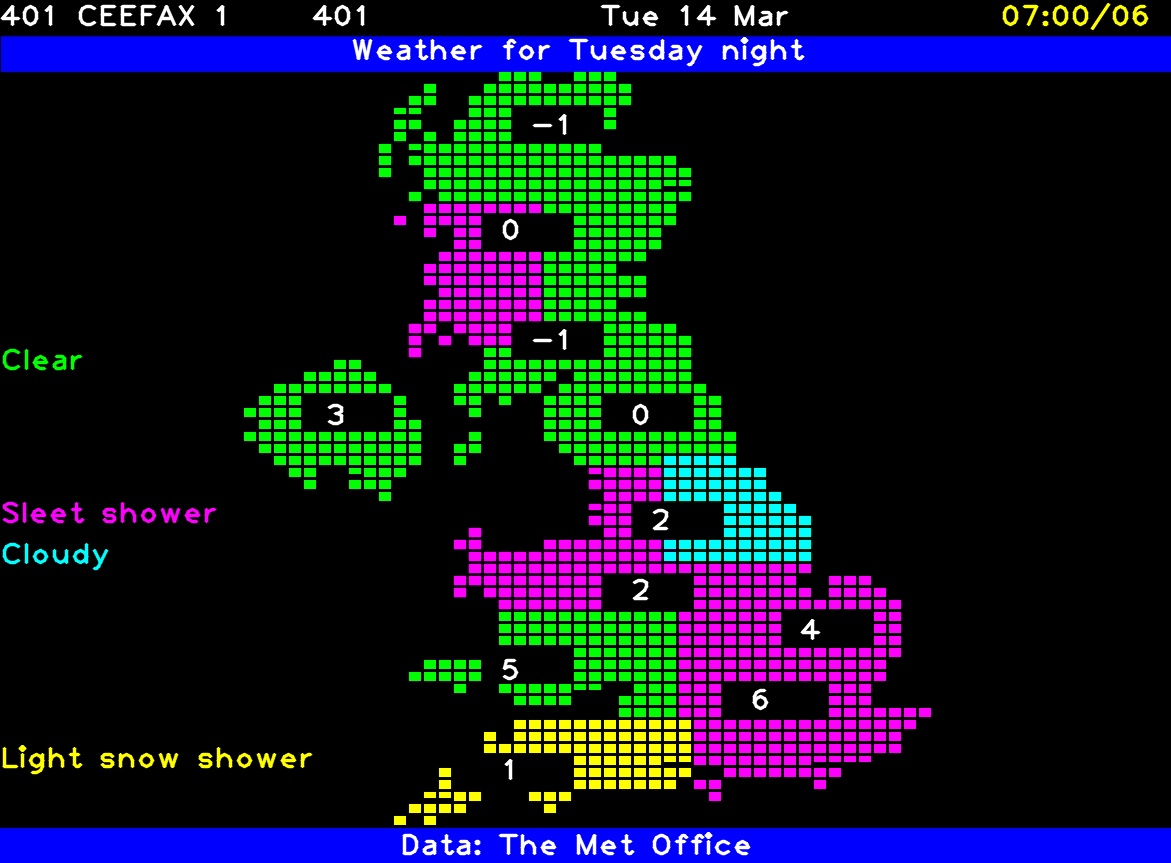 401 CEEFAX 1 401 Tue 14 Mar 07:00/06
Weather for Tuesday night
-1
0
-1
Clear
3 0
Sleet shower 2
Cloudy
2
4
5
6
Light snow shower 1
Data: The Met Office